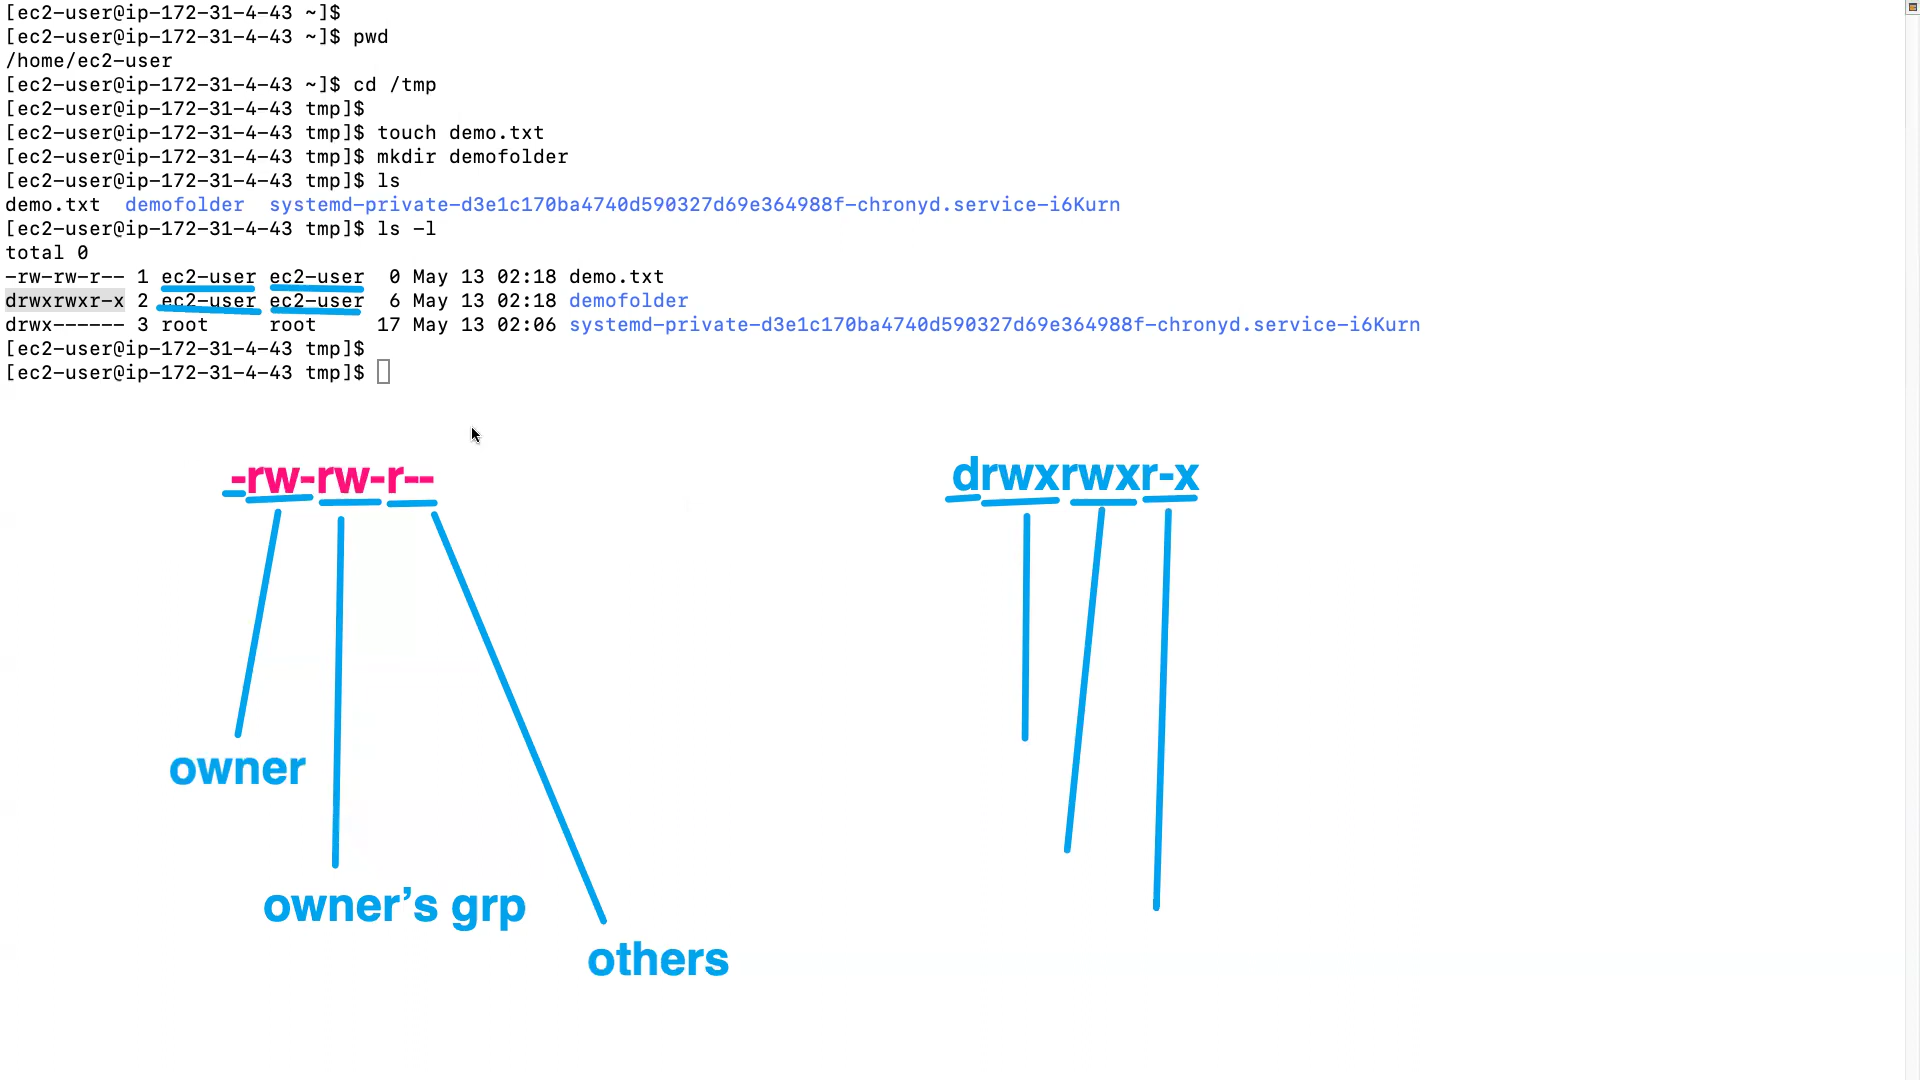 [ec2-user@ip-172-31-4-43 ~]$
[ec2-user@ip-172-31-4-43 ~]$ pwd
/home/ec2-user
[ec2-user@ip-172-31-4-43 ~]$ cd /tmp
[ec2-user@ip-172-31-4-43 tmp]$
[ec2-user@ip-172-31-4-43 tmp]$ touch demo.txt
[ec2-user@ip-172-31-4-43 tmp]$ mkdir demofolder
[ec2-user@ip-172-31-4-43 tmp]$ ls
demo.txt  demofolder  systemd-private-d3e1c170ba4740d590327d69e364988f-chronyd.service-i6Kurn
[ec2-user@ip-172-31-4-43 tmp]$ ls -l
total 0
-rw-rw-r-- 1 ec2-user ec2-user  0 May 13 02:18 demo.txt
drwxrwxr-x 2 ec2-user ec2-user  6 May 13 02:18 demofolder
drwx------ 3 root     root     17 May 13 02:06 systemd-private-d3e1c170ba4740d590327d69e364988f-chronyd.service-i6Kurn
[ec2-user@ip-172-31-4-43 tmp]$
[ec2-user@ip-172-31-4-43 tmp]$
-rw-rw-r--
drwxrwxr-x
owner
owner’s grp
others